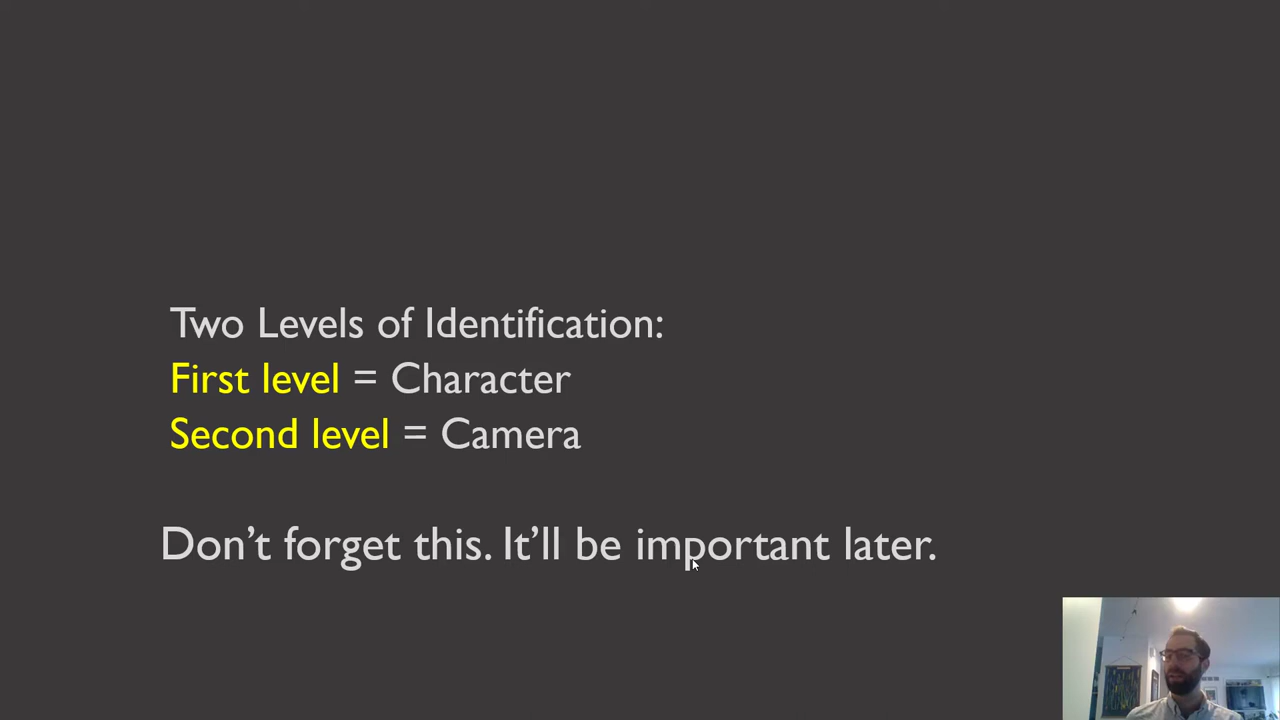 Two Levels of Identification:
First level = Character
Second level = Camera
Don’t forget this. It’ll be important later.